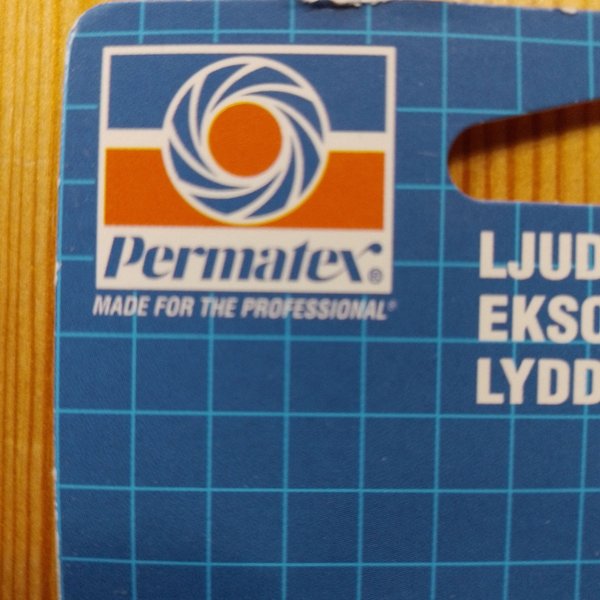 Permatex®
MADE FOR THE PROFESSIONAL®
LJUD
EKSO
LYDD